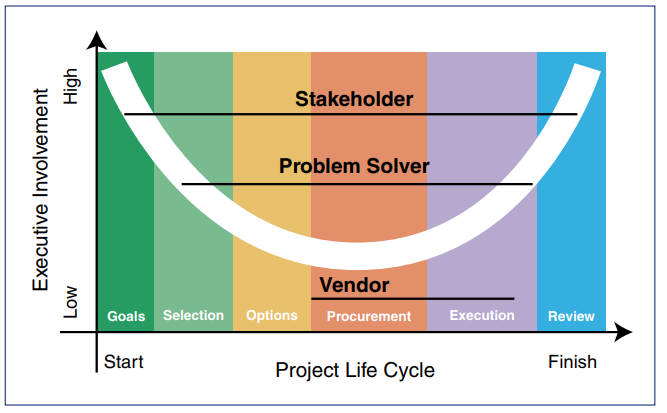 Executive Involvement
High
Low
Stakeholder
Problem Solver
Vendor
Goals
Selection
Options
Procurement
Execution
Review
Start
Project Life Cycle
Finish